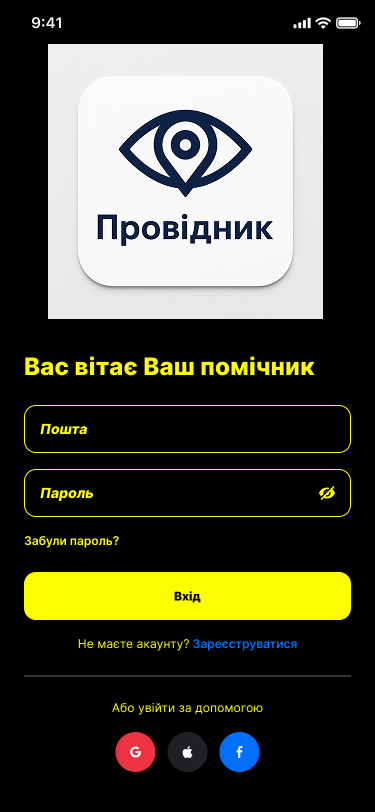 9:41
Провідник
Вас вітає Ваш помічник
Пошта
Пароль
Забули пароль?
Вхід
Не маєте акаунту? Зареєструватися
Або увійти за допомогою